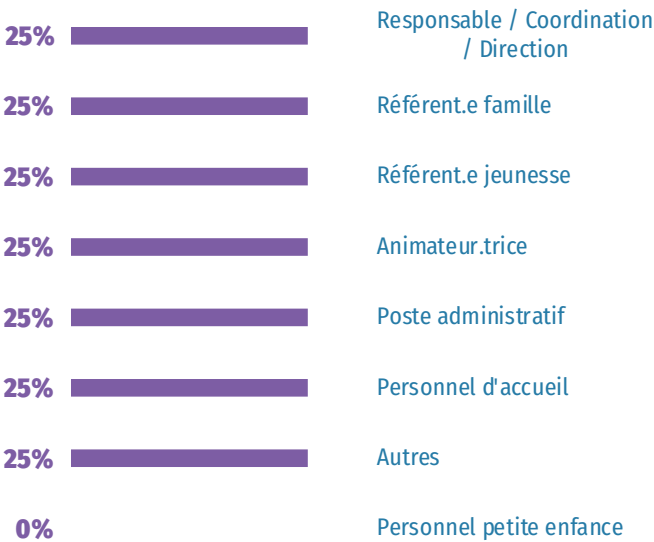 25% Responsable / Coordination
/ Direction
25% Référent.e famille
25% Référent.e jeunesse
25% Animateur.trice
25% Poste administratif
25% Personnel d'accueil
25% Autres
0% Personnel petite enfance